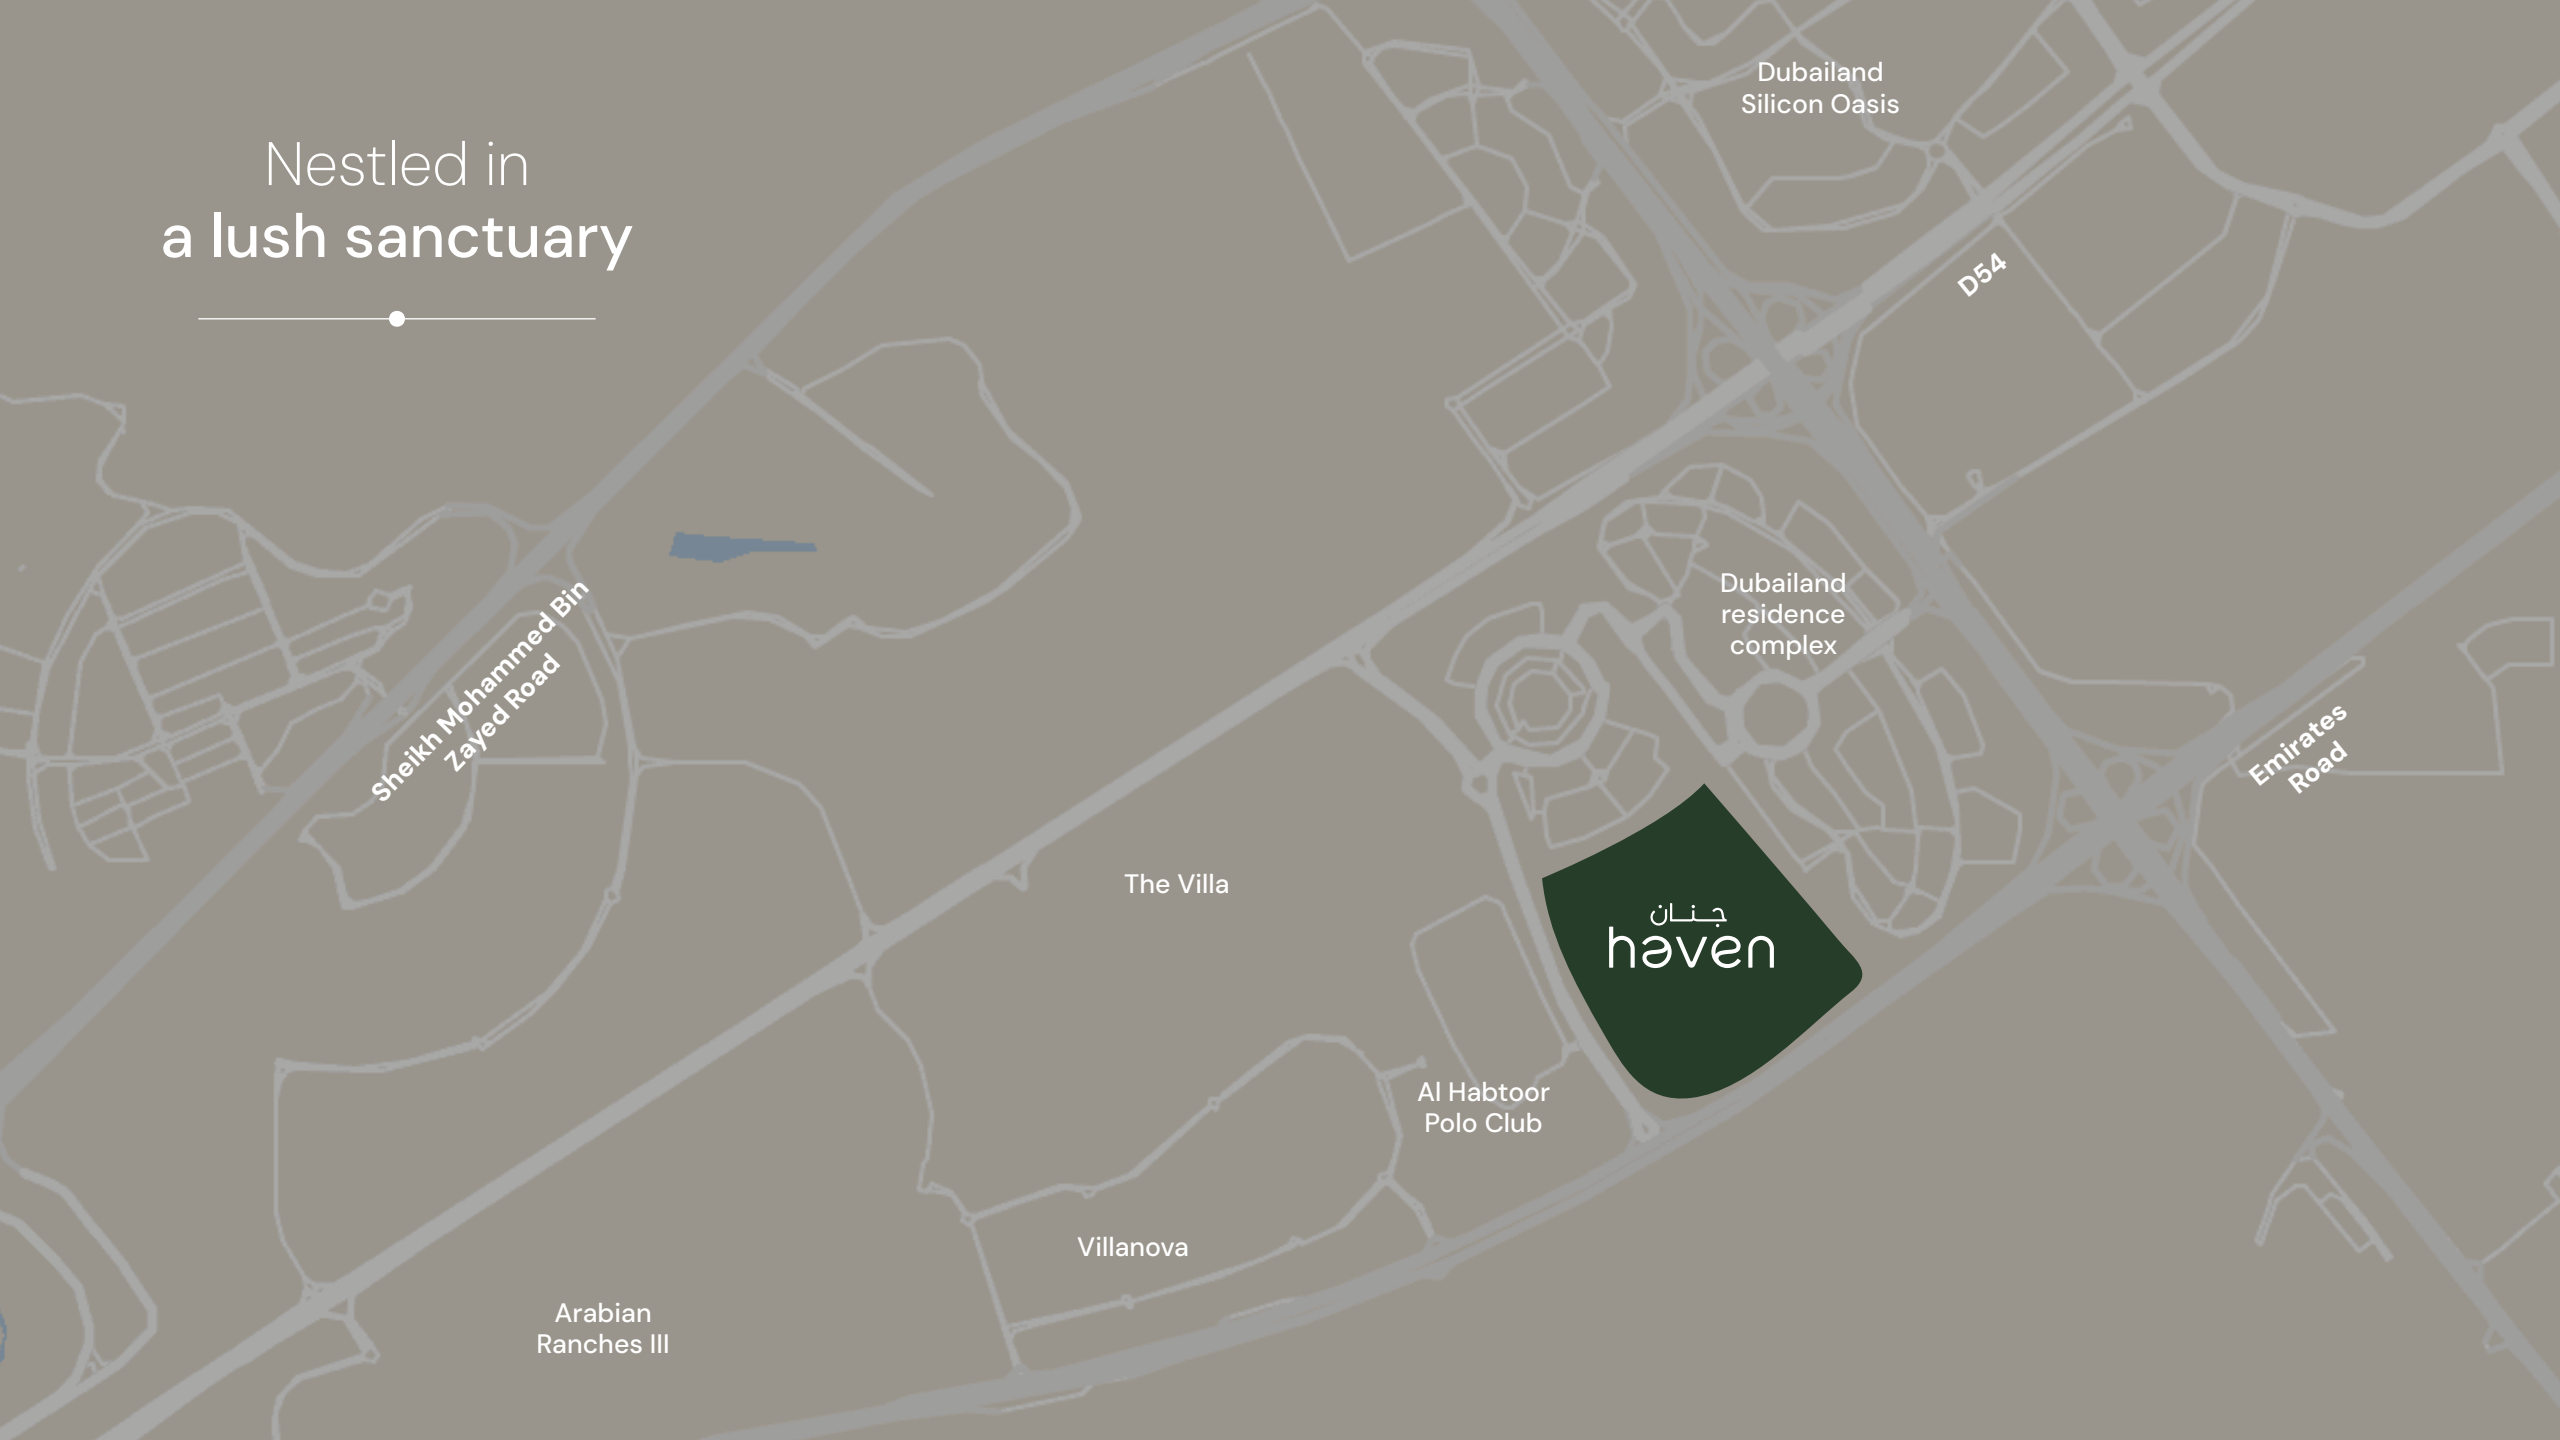 Nestled in
a lush sanctuary
Dubailand
Silicon Oasis
D54
Sheikh Mohammed Bin
Zayed Road
Dubailand
residence
complex
Emirates
Road
The Villa
جنــان
haven
Al Habtoor
Polo Club
Villanova
Arabian
Ranches III